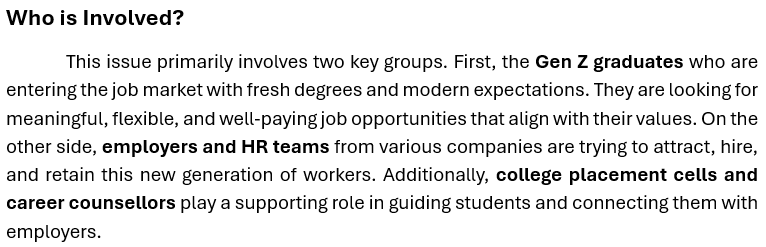 Who is Involved?
This issue primarily involves two key groups. First, the Gen Z graduates who are
entering the job market with fresh degrees and modern expectations. They are looking for
meaningful, flexible, and well-paying job opportunities that align with their values. On the
other side, employers and HR teams from various companies are trying to attract, hire,
and retain this new generation of workers. Additionally, college placement cells and
career counsellors play a supporting role in guiding students and connecting them with
employers.